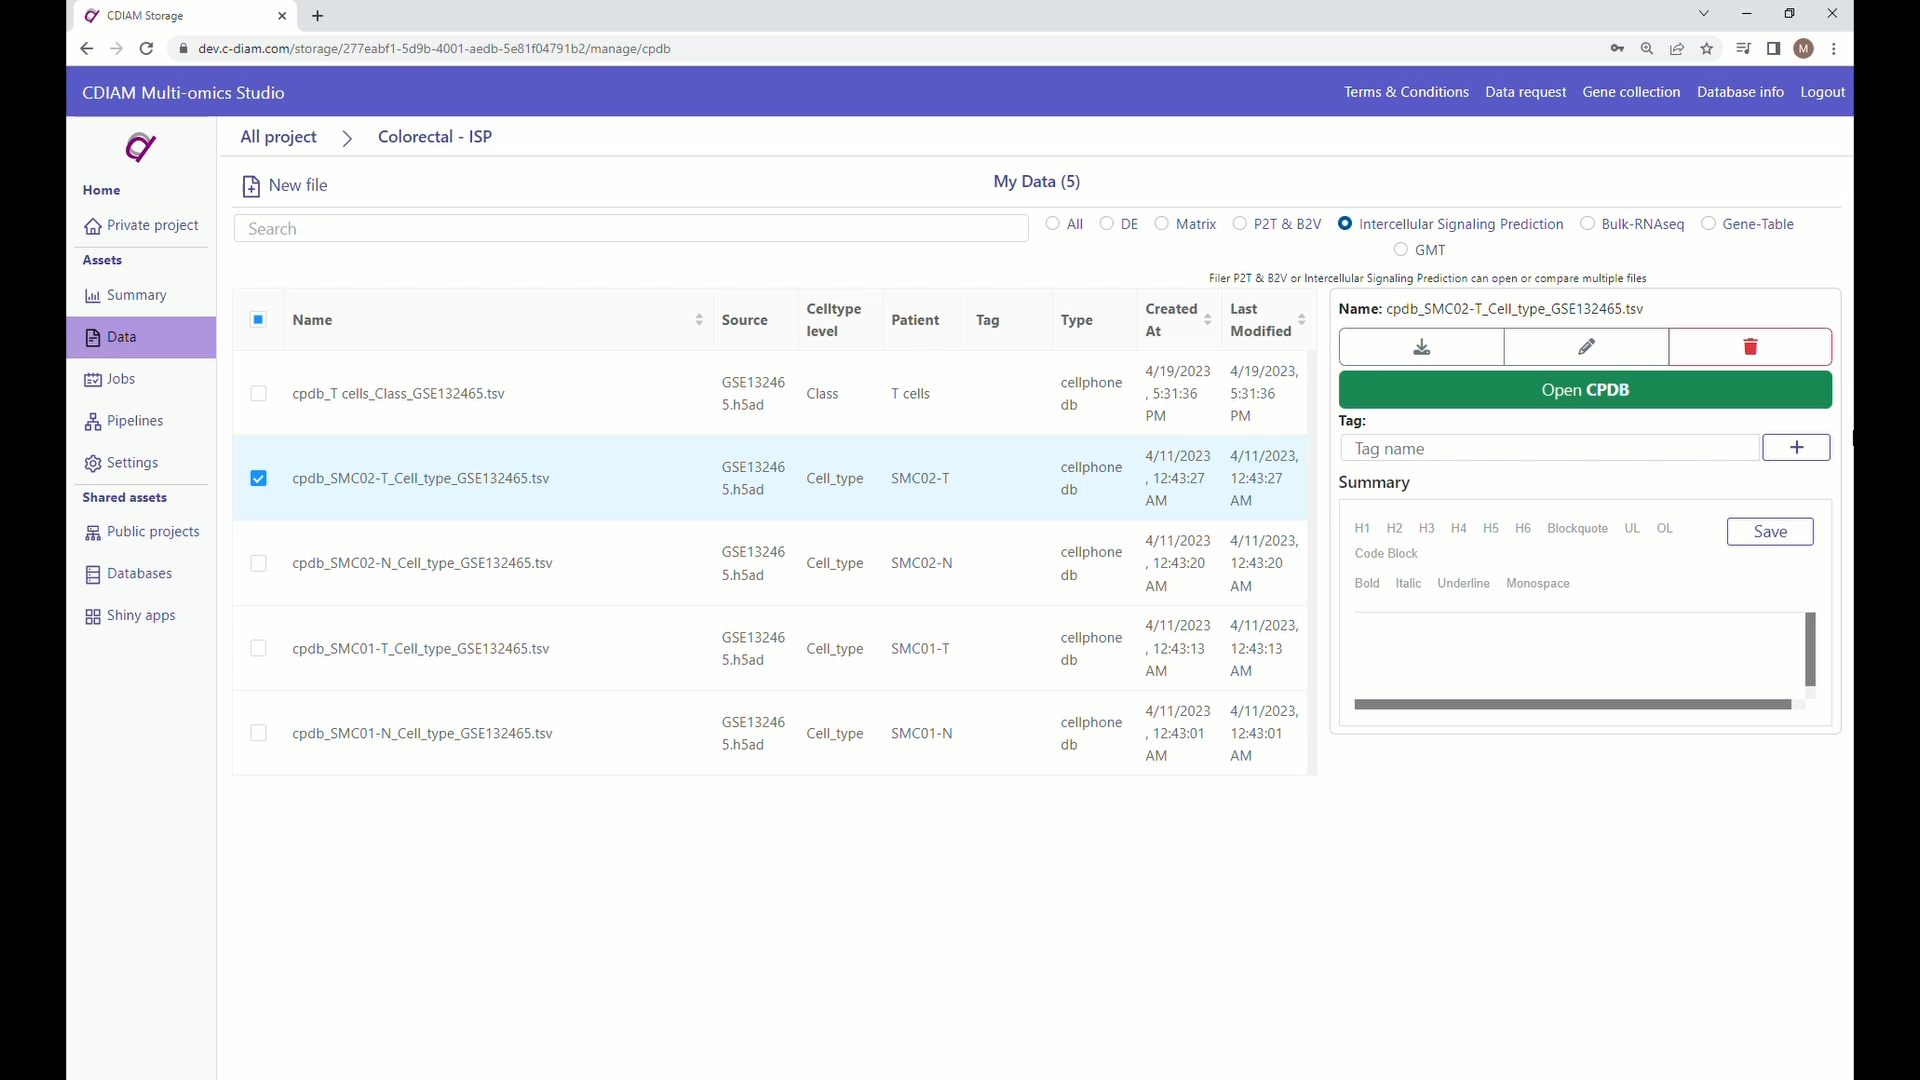 CDIAM Storage
dev.c-diam.com/storage/277eabf1-5d9b-4001-aedb-5e81f04791b2/manage/cpdb
M
CDIAM Multi-omics Studio
Terms & Conditions Data request Gene collection Database info Logout
All project
Colorectal - ISP
Home
Private project
Assets
Summary
Data
Jobs
Pipelines
Settings
Shared assets
Public projects
Databases
Shiny apps
New file
My Data (5)
Search
All DE Matrix P2T & B2V Intercellular Signaling Prediction Bulk-RNAseq Gene-Table
GMT
Filer P2T & B2V or Intercellular Signaling Prediction can open or compare multiple files
Name Source Celltype level Patient Tag Type Created At Last Modified
cpdb_T cells_Class_GSE132465.tsv GSE132465.h5ad Class T cells cellphonedb 4/19/2023, 5:31:36 PM 4/19/2023, 5:31:36 PM
cpdb_SMC02-T_Cell_type_GSE132465.tsv GSE132465.h5ad Cell_type SMC02-T cellphonedb 4/11/2023, 12:43:27 AM 4/11/2023, 12:43:27 AM
cpdb_SMC02-N_Cell_type_GSE132465.tsv GSE132465.h5ad Cell_type SMC02-N cellphonedb 4/11/2023, 12:43:20 AM 4/11/2023, 12:43:20 AM
cpdb_SMC01-T_Cell_type_GSE132465.tsv GSE132465.h5ad Cell_type SMC01-T cellphonedb 4/11/2023, 12:43:13 AM 4/11/2023, 12:43:13 AM
cpdb_SMC01-N_Cell_type_GSE132465.tsv GSE132465.h5ad Cell_type SMC01-N cellphonedb 4/11/2023, 12:43:01 AM 4/11/2023, 12:43:01 AM
Name: cpdb_SMC02-T_Cell_type_GSE132465.tsv
Open CPDB
Tag:
Tag name
Summary
H1 H2 H3 H4 H5 H6 Blockquote UL OL
Code Block
Save
Bold Italic Underline Monospace